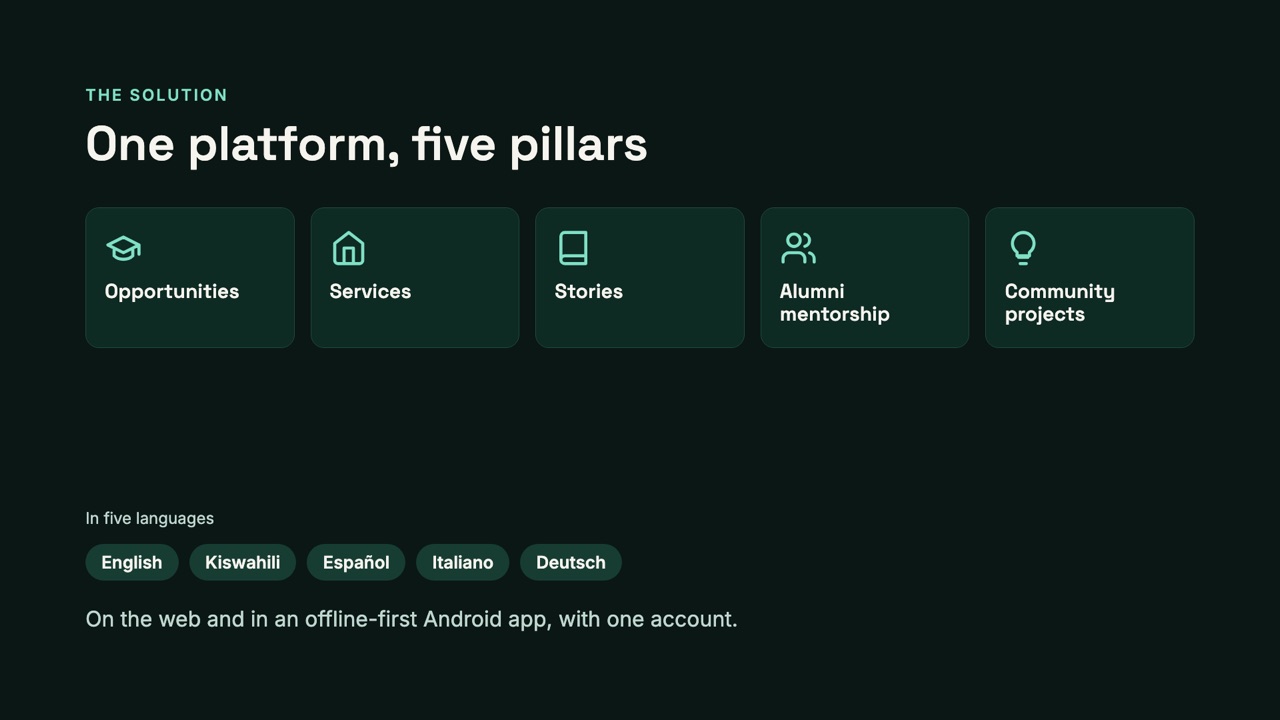 THE SOLUTION
One platform, five pillars
Opportunities
Services
Stories
Alumni
mentorship
Community
projects
In five languages
English
Kiswahili
Español
Italiano
Deutsch
On the web and in an offline-first Android app, with one account.